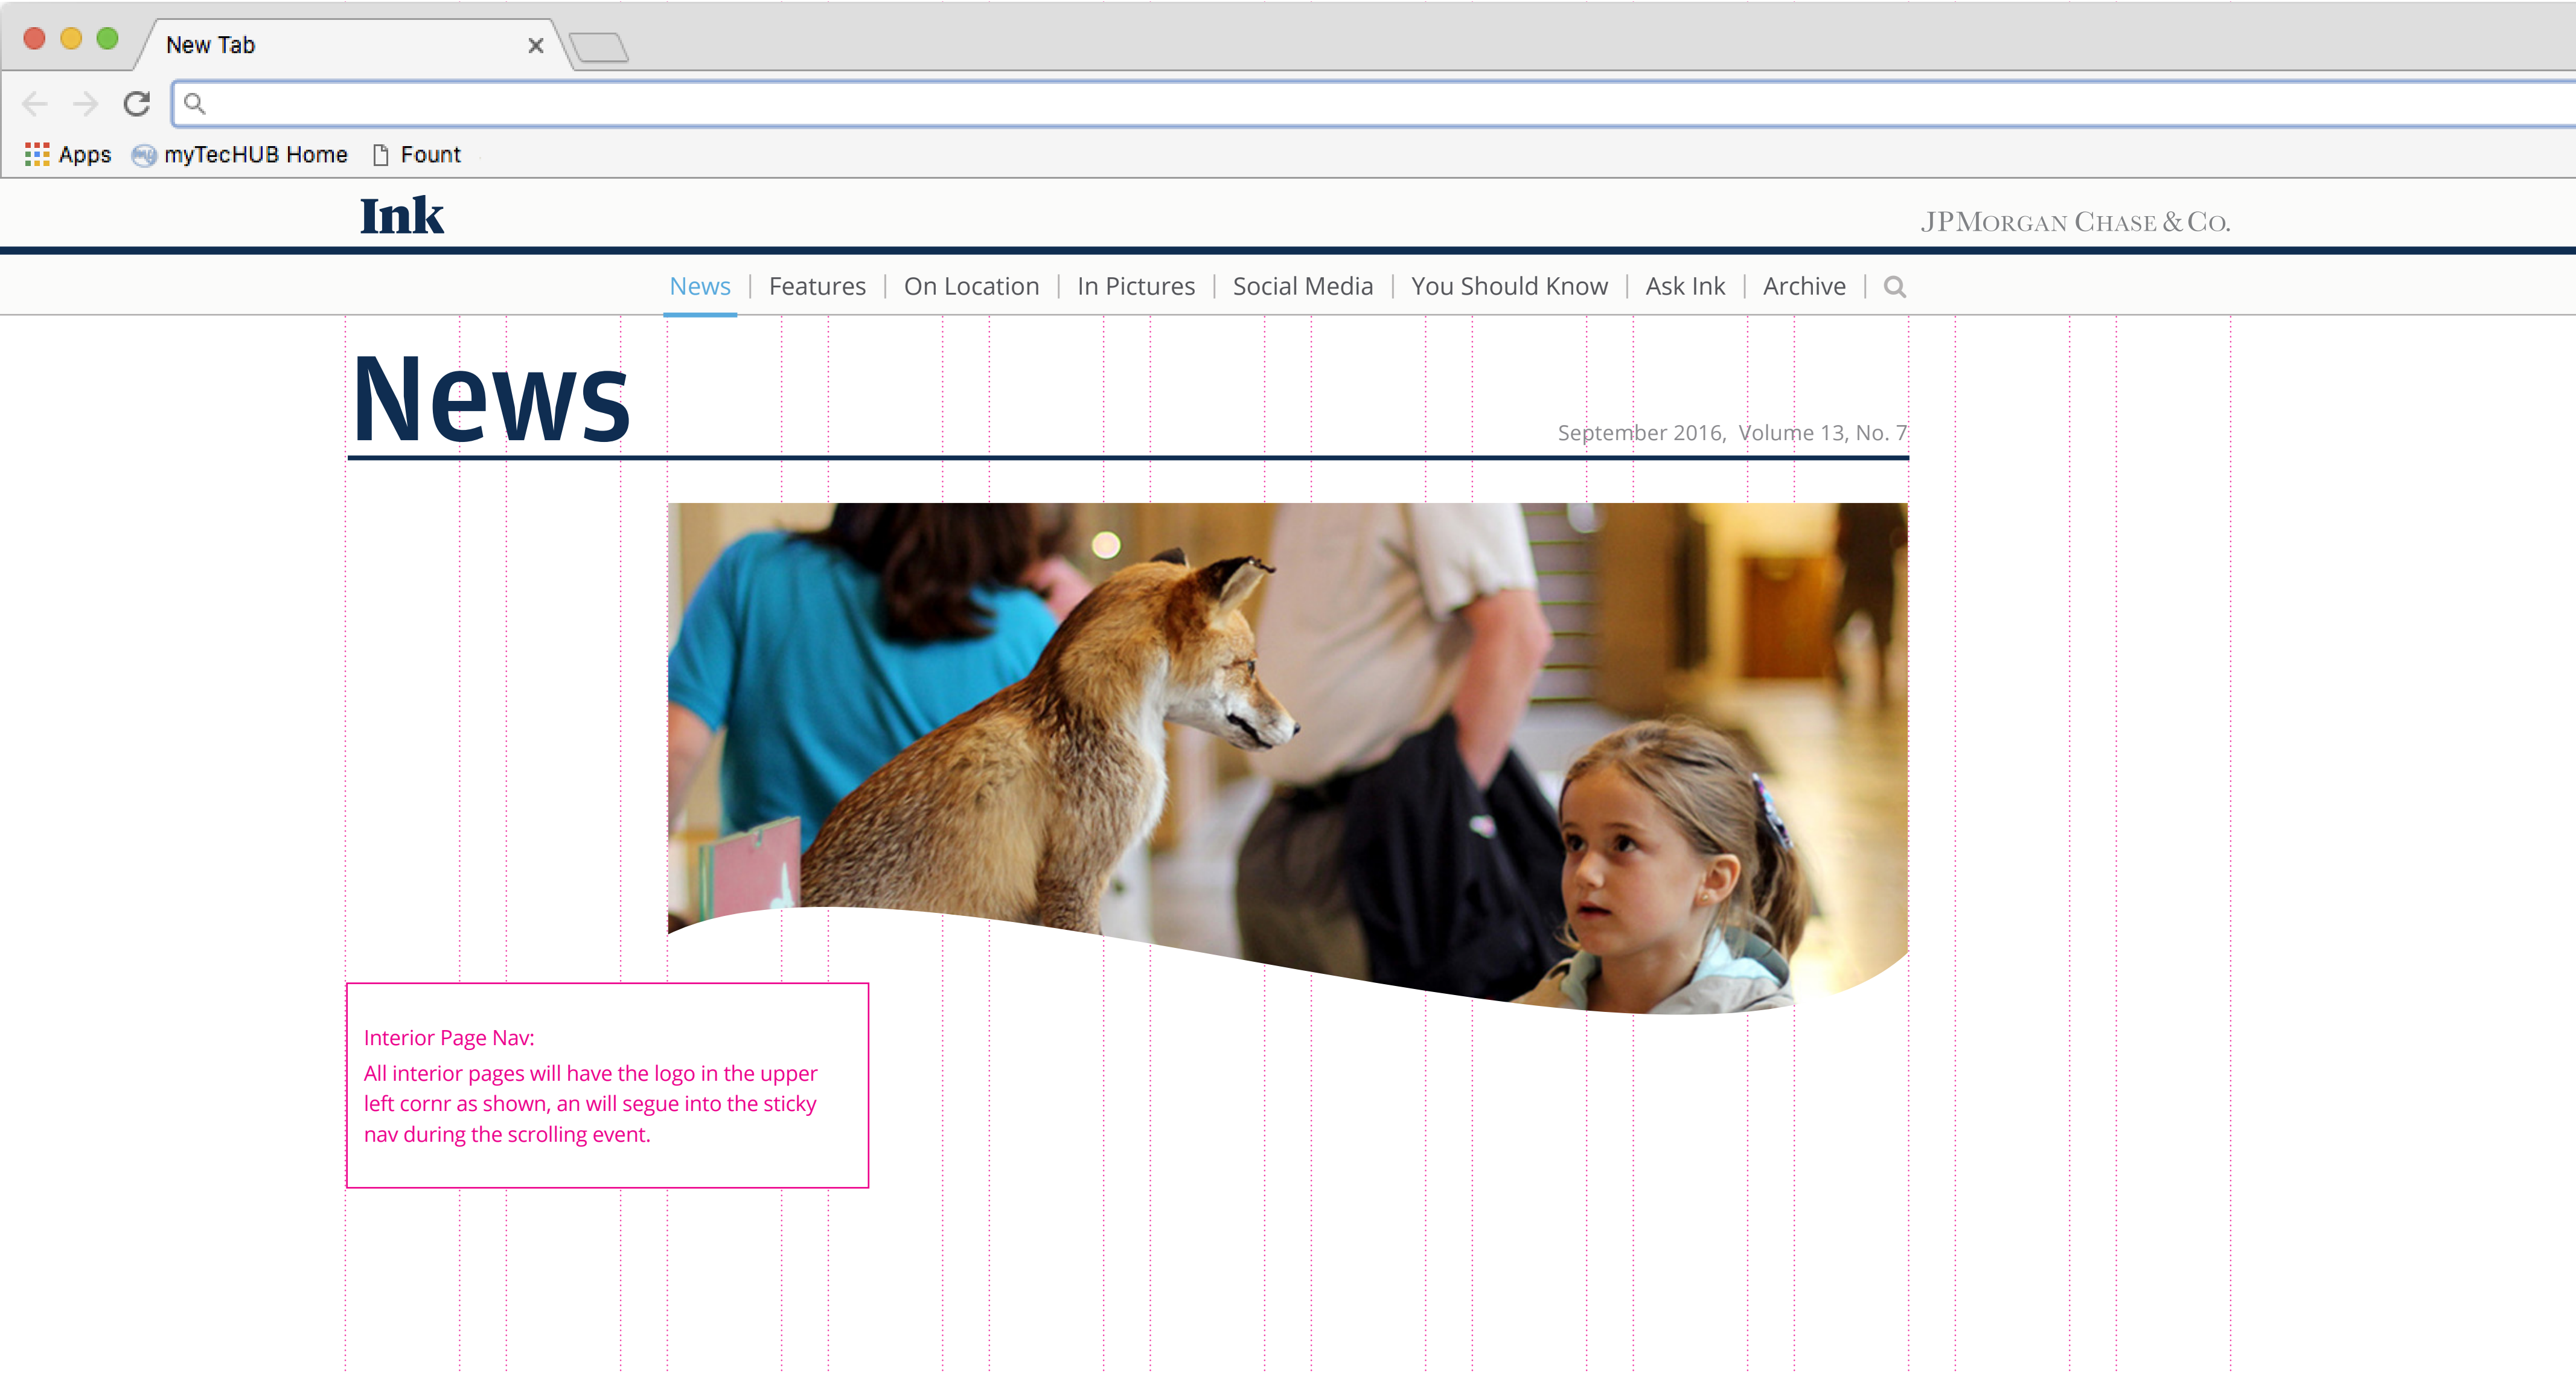 New Tab
Apps myTecHUB Home Fount
Ink
JPMORGAN CHASE & CO.
News | Features | On Location | In Pictures | Social Media | You Should Know | Ask Ink | Archive |
News
September 2016, Volume 13, No. 7
Interior Page Nav:
All interior pages will have the logo in the upper
left cornr as shown, an will segue into the sticky
nav during the scrolling event.